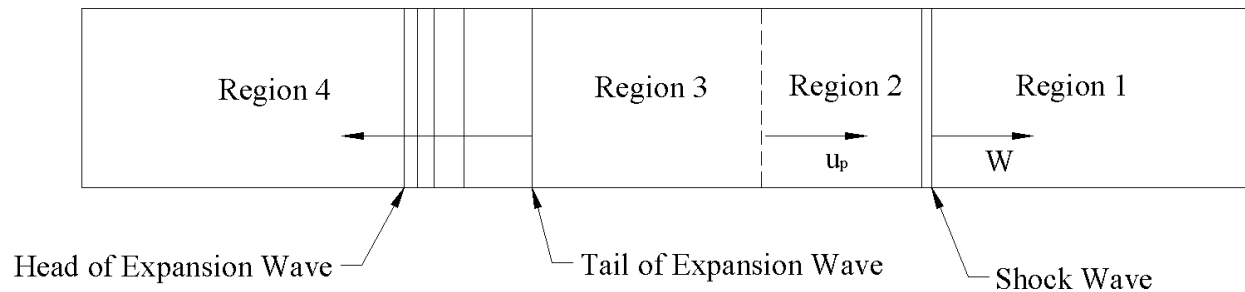 Region 4
Region 3
Region 2
Region 1
uₚ
W
Head of Expansion Wave
Tail of Expansion Wave
Shock Wave